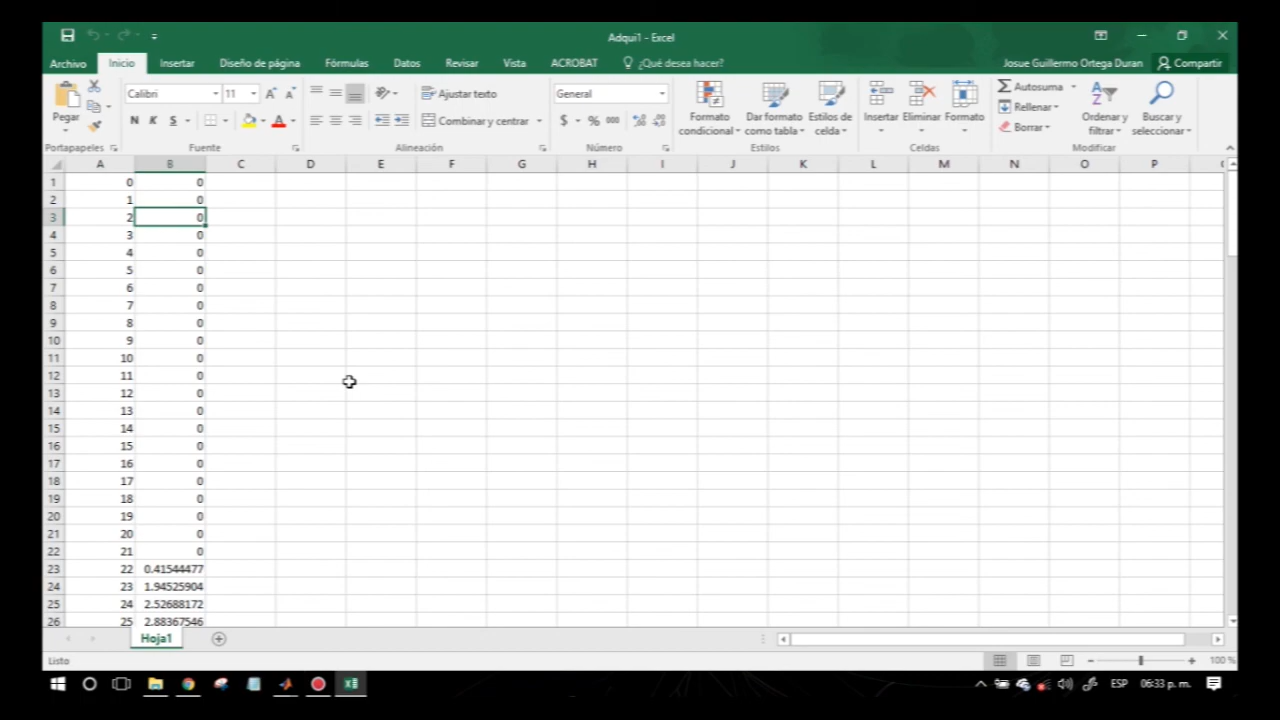 Adqui1 - Excel
Archivo Inicio Insertar Diseño de página Fórmulas Datos Revisar Vista ACROBAT ¿Qué desea hacer? Josue Guillermo Ortega Duran Compartir
Pegar
Calibri 11
N K S
Ajustar texto
Combinar y centrar
General
$ % 000
Formato condicional
Dar formato como tabla
Estilos de celda
Insertar Eliminar Formato
Autosuma
Rellenar
Borrar
Ordenar y filtrar
Buscar y seleccionar
Portapapeles Fuente Alineación Número Estilos Celdas Modificar
A B C D E F G H I J K L M N O P
1 0 0
2 1 0
3 2 0
4 3 0
5 4 0
6 5 0
7 6 0
8 7 0
9 8 0
10 9 0
11 10 0
12 11 0
13 12 0
14 13 0
15 14 0
16 15 0
17 16 0
18 17 0
19 18 0
20 19 0
21 20 0
22 21 0
23 22 0.41544477
24 23 1.94525904
25 24 2.52688172
26 25 2.88367546
Hoja1
Listo 100 %
ESP 06:33 p. m.